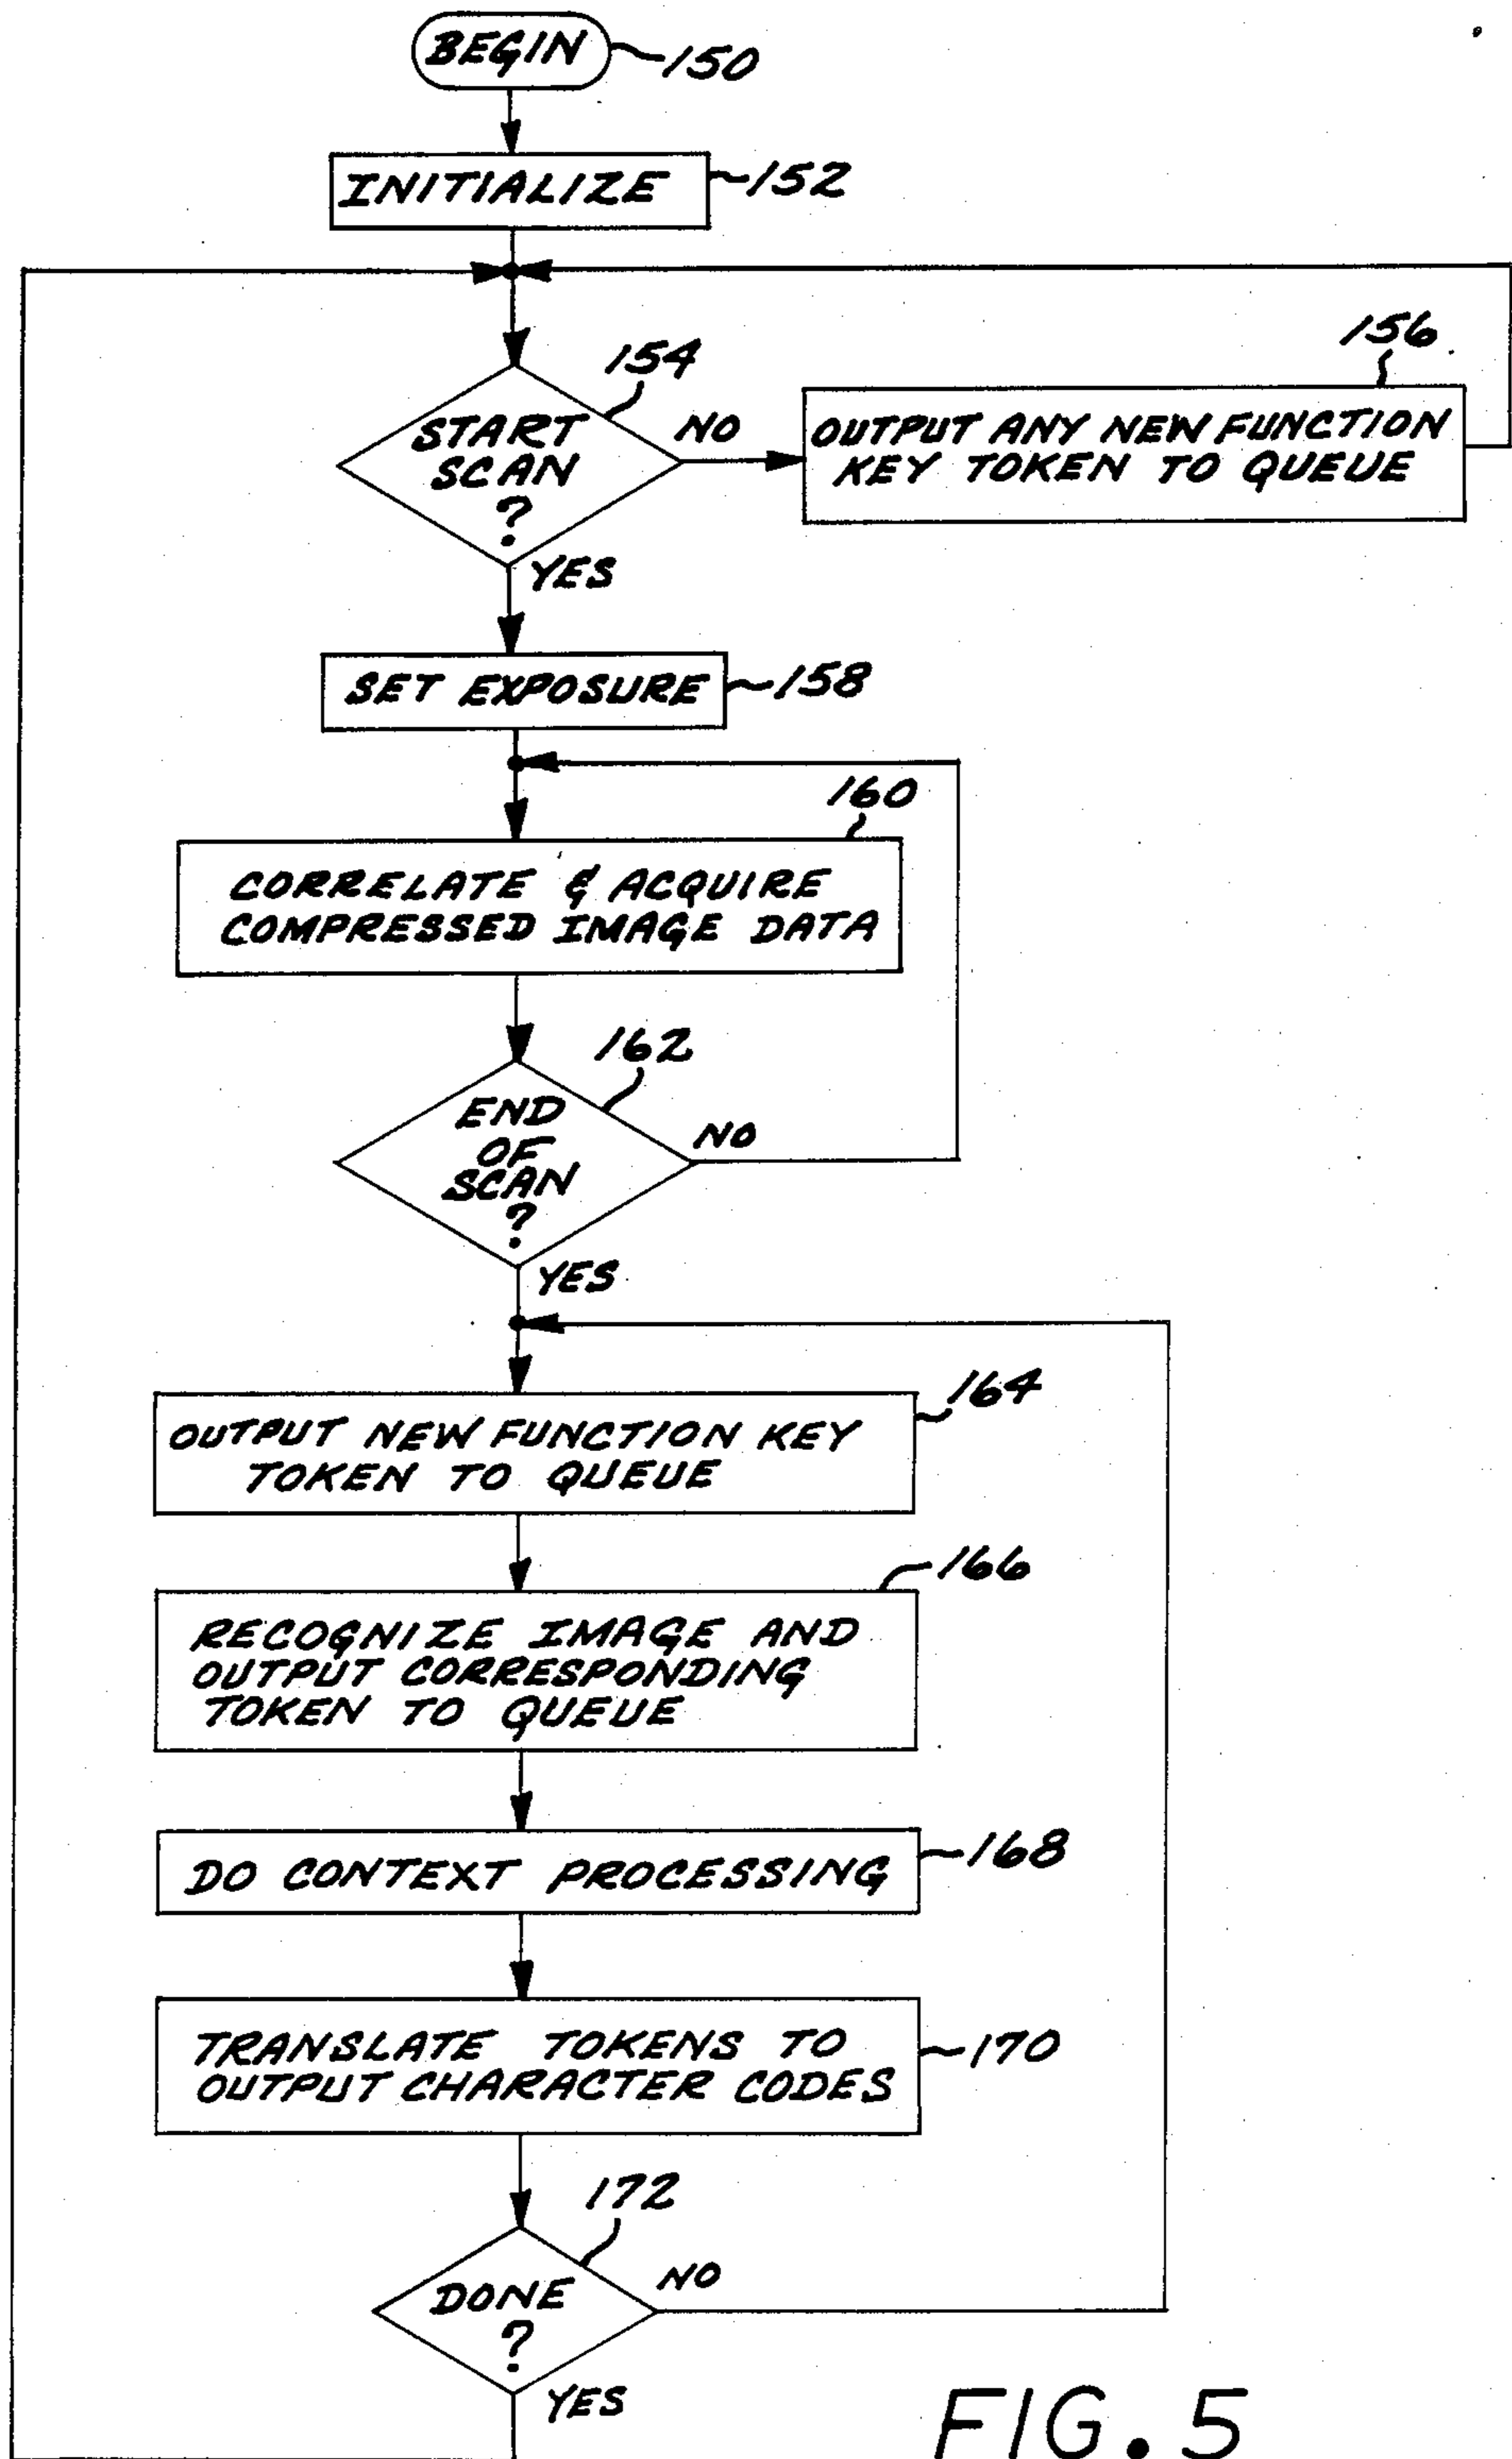 BEGIN
150
INITIALIZE
152
154
156
START
SCAN
?
NO
OUTPUT ANY NEW FUNCTION
KEY TOKEN TO QUEUE
YES
SET EXPOSURE
158
160
CORRELATE & ACQUIRE
COMPRESSED IMAGE DATA
162
END
OF
SCAN
?
NO
YES
164
OUTPUT NEW FUNCTION KEY
TOKEN TO QUEUE
166
RECOGNIZE IMAGE AND
OUTPUT CORRESPONDING
TOKEN TO QUEUE
DO CONTEXT PROCESSING
168
TRANSLATE TOKENS TO
OUTPUT CHARACTER CODES
170
172
DONE
?
NO
YES
FIG. 5